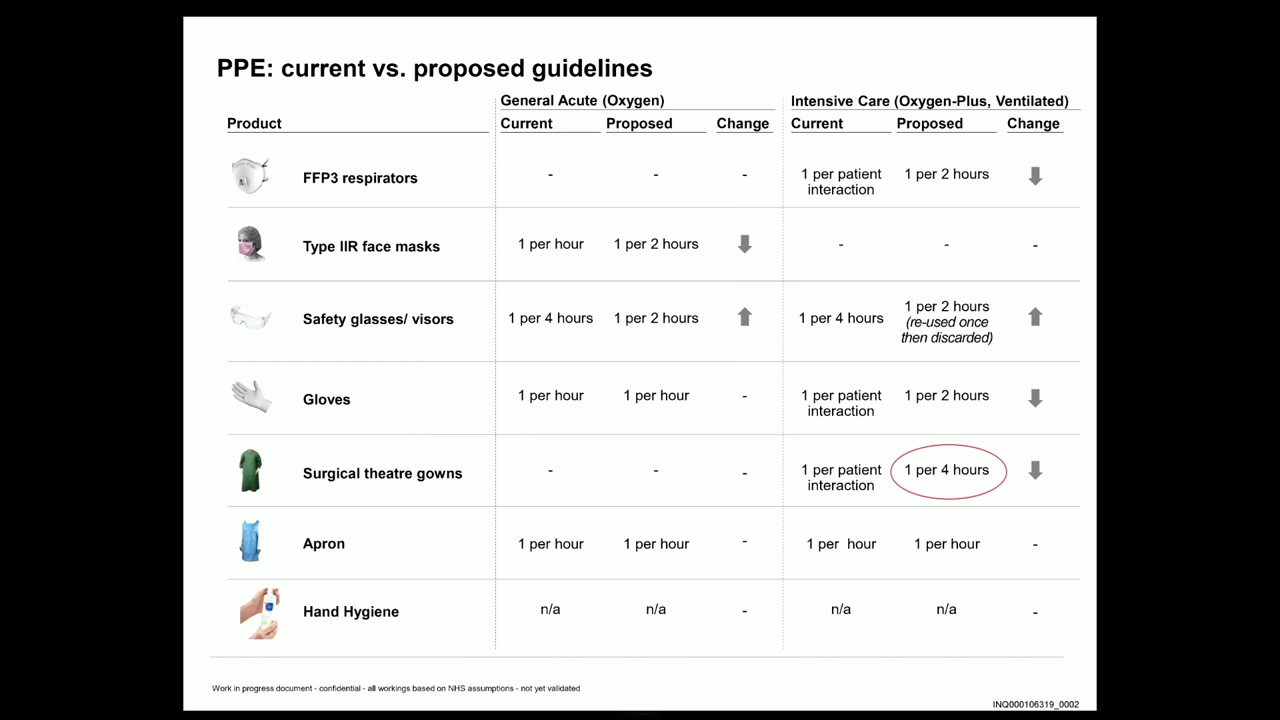 PPE: current vs. proposed guidelines
General Acute (Oxygen) Intensive Care (Oxygen-Plus, Ventilated)
Product Current Proposed Change Current Proposed Change
FFP3 respirators - - - 1 per patient interaction 1 per 2 hours
Type IIR face masks 1 per hour 1 per 2 hours - - -
Safety glasses/ visors 1 per 4 hours 1 per 2 hours 1 per 4 hours 1 per 2 hours (re-used once then discarded)
Gloves 1 per hour 1 per hour - 1 per patient interaction 1 per 2 hours
Surgical theatre gowns - - - 1 per patient interaction 1 per 4 hours
Apron 1 per hour 1 per hour - 1 per hour 1 per hour -
Hand Hygiene n/a n/a - n/a n/a -
Work in progress document - confidential - all workings based on NHS assumptions - not yet validated
INQ000106319_0002